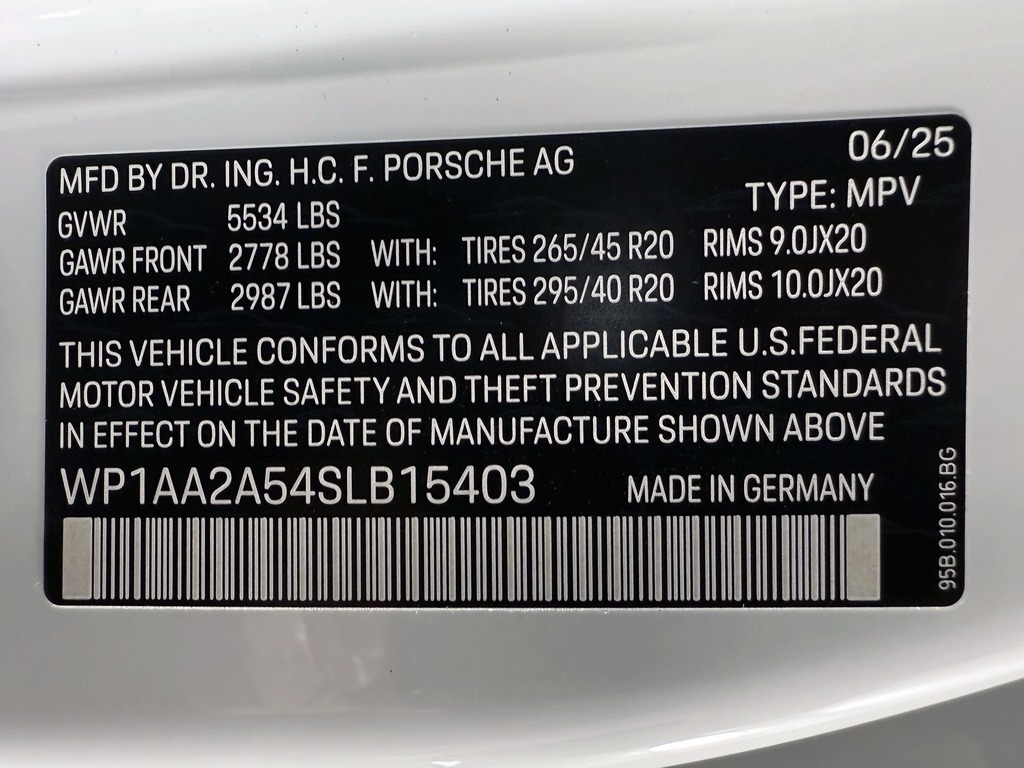 MFD BY DR. ING. H.C. F. PORSCHE AG 06/25
TYPE: MPV
GVWR 5534 LBS
GAWR FRONT 2778 LBS WITH: TIRES 265/45 R20 RIMS 9.0JX20
GAWR REAR 2987 LBS WITH: TIRES 295/40 R20 RIMS 10.0JX20
THIS VEHICLE CONFORMS TO ALL APPLICABLE U.S.FEDERAL
MOTOR VEHICLE SAFETY AND THEFT PREVENTION STANDARDS
IN EFFECT ON THE DATE OF MANUFACTURE SHOWN ABOVE
WP1AA2A54SLB15403 MADE IN GERMANY
95B.010.016.BG